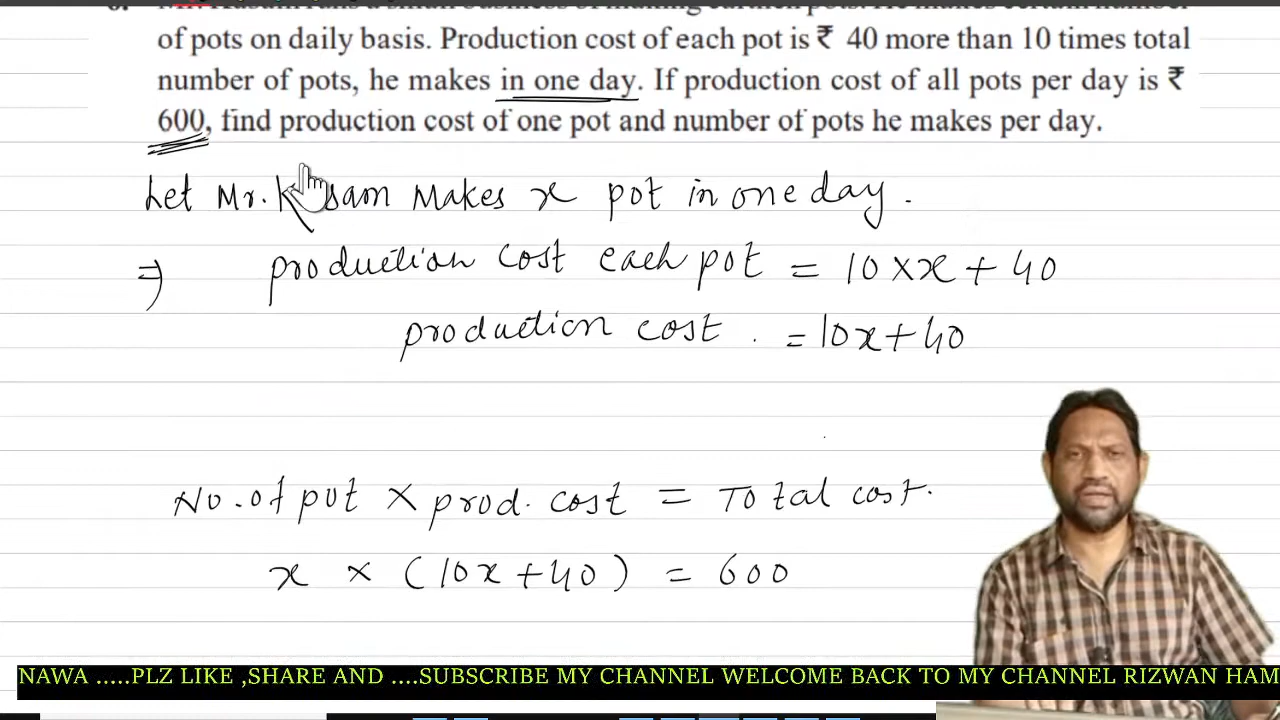 of pots on daily basis. Production cost of each pot is ₹ 40 more than 10 times total
number of pots, he makes in one day. If production cost of all pots per day is ₹
600, find production cost of one pot and number of pots he makes per day.
Let Mr. Makes x pot in one day.
⇒ production cost each pot = 10 × x + 40
production cost. = 10x + 40
No. of pot × prod. cost = Total cost.
x × (10x + 40) = 600
NAWA .....PLZ LIKE ,SHARE AND ....SUBSCRIBE MY CHANNEL WELCOME BACK TO MY CHANNEL RIZWAN HAM